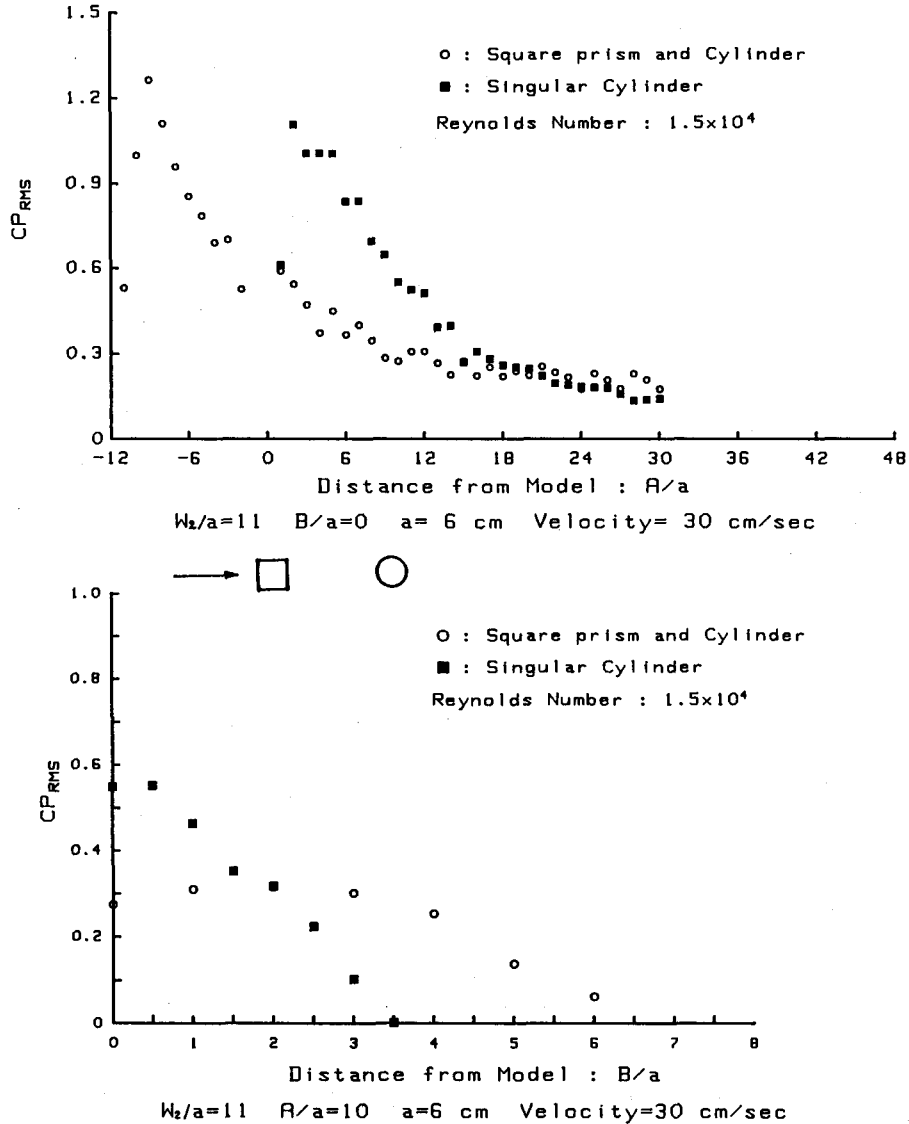 1.5
1.2
0.9
0.6
0.3
0
CP_RMS
○ : Square prism and Cylinder
■ : Singular Cylinder
Reynolds Number : 1.5×10⁴
-12 -6 0 6 12 18 24 30 36 42 48
Distance from Model : A/a
W₂/a=11 B/a=0 a= 6 cm Velocity= 30 cm/sec
1.0
0.8
0.6
0.4
0.2
0
CP_RMS
○ : Square prism and Cylinder
■ : Singular Cylinder
Reynolds Number : 1.5×10⁴
0 1 2 3 4 5 6 7 8
Distance from Model : B/a
W₂/a=11 A/a=10 a=6 cm Velocity=30 cm/sec